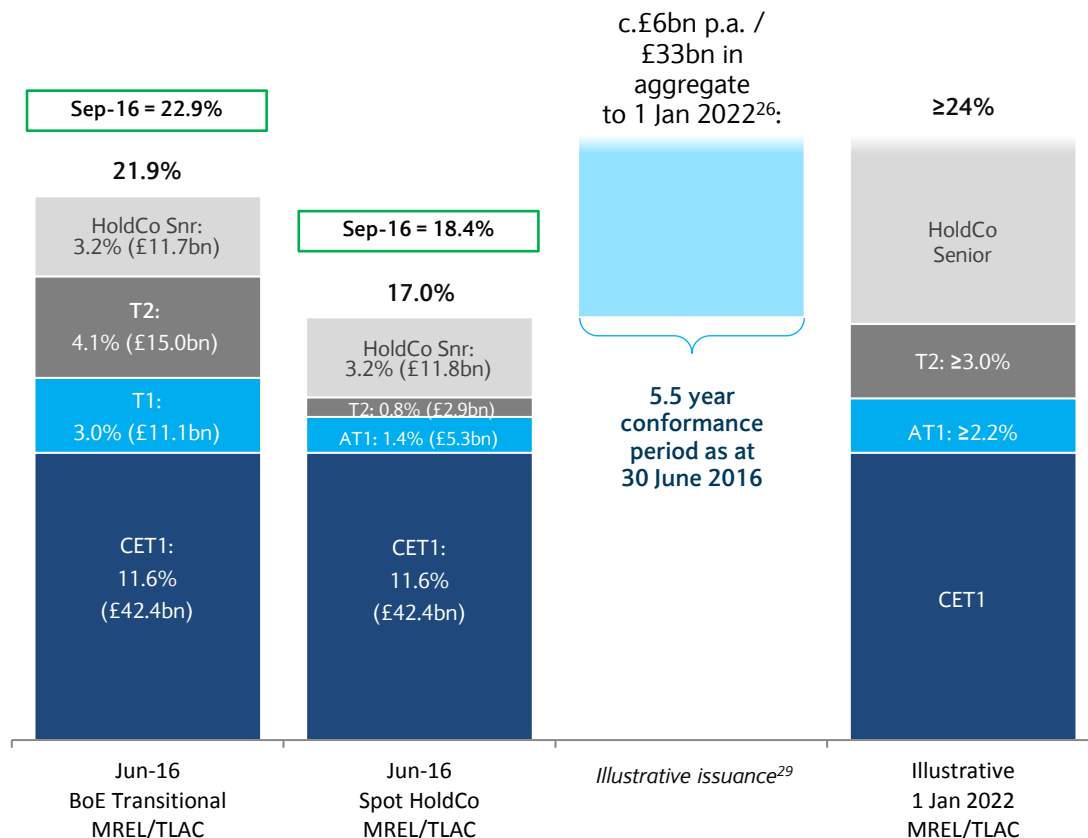 Sep-16 = 22.9%
21.9%
HoldCo Snr:
3.2% (£11.7bn)
T2:
4.1% (£15.0bn)
T1:
3.0% (£11.1bn)
CET1:
11.6%
(£42.4bn)
Jun-16
BoE Transitional
MREL/TLAC
Sep-16 = 18.4%
17.0%
HoldCo Snr:
3.2% (£11.8bn)
T2: 0.8% (£2.9bn)
AT1: 1.4% (£5.3bn)
CET1:
11.6%
(£42.4bn)
Jun-16
Spot HoldCo
MREL/TLAC
c.£6bn p.a. /
£33bn in
aggregate
to 1 Jan 2022²⁶:
5.5 year
conformance
period as at
30 June 2016
Illustrative issuance²⁹
≥24%
HoldCo
Senior
T2: ≥3.0%
AT1: ≥2.2%
CET1
Illustrative
1 Jan 2022
MREL/TLAC